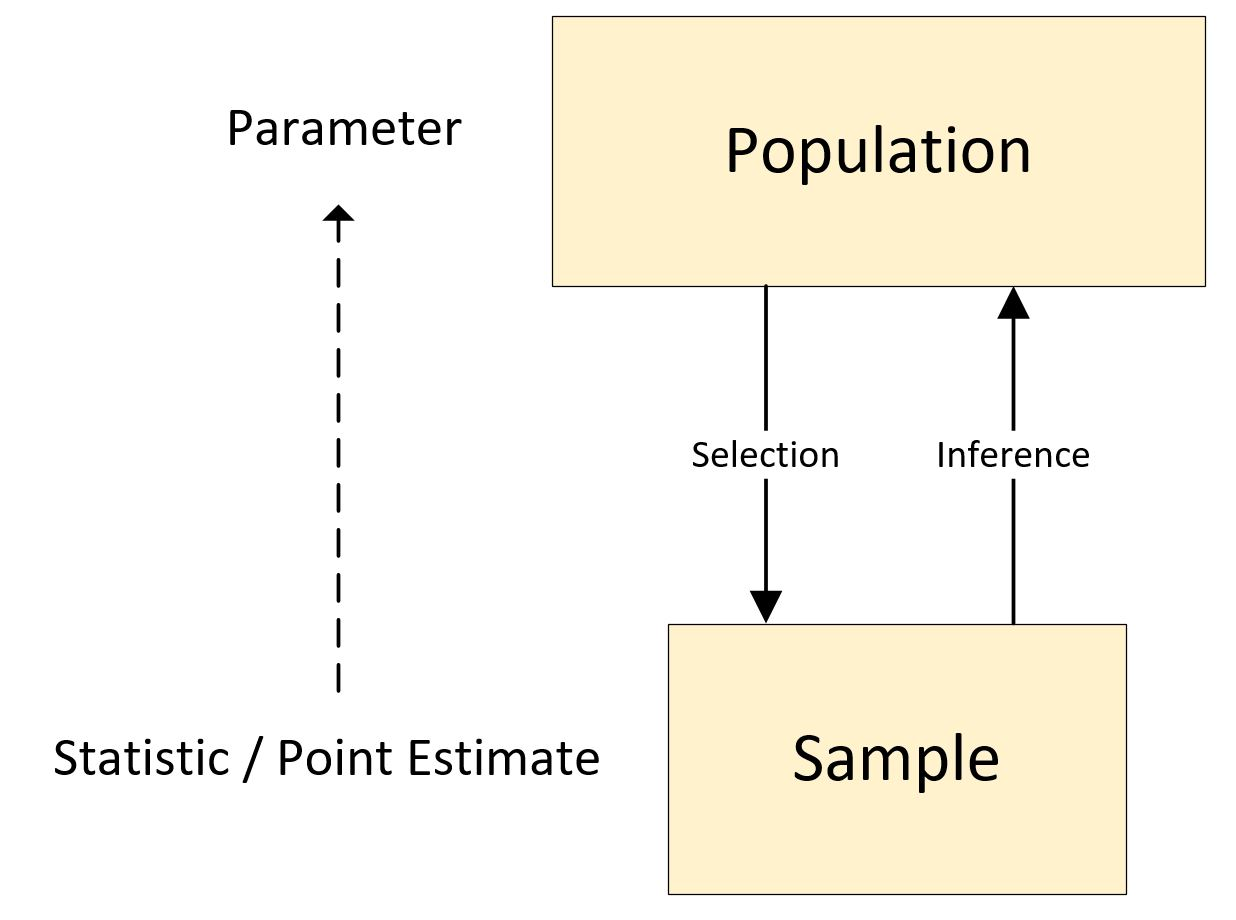 Parameter
Population
Selection
Inference
Statistic / Point Estimate
Sample